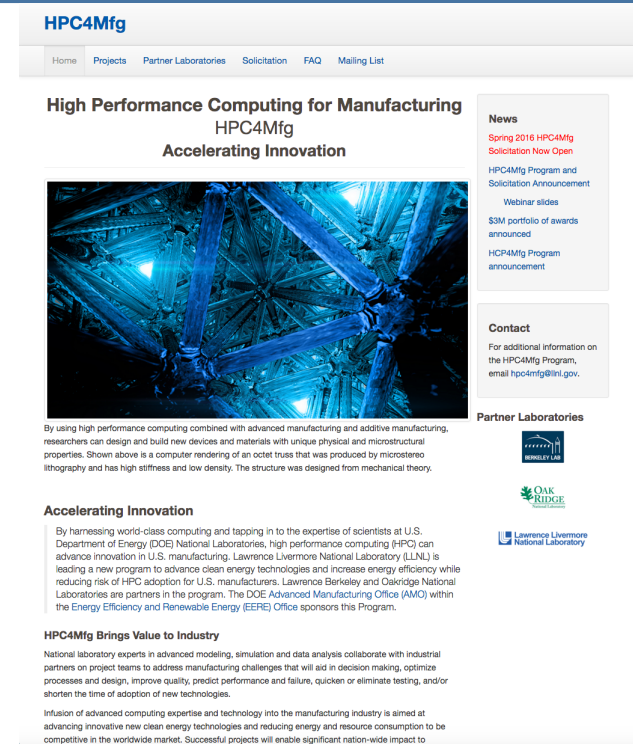 HPC4Mfg
Home Projects Partner Laboratories Solicitation FAQ Mailing List
High Performance Computing for Manufacturing
HPC4Mfg
Accelerating Innovation
By using high performance computing combined with advanced manufacturing and additive manufacturing,
researchers can design and build new devices and materials with unique physical and microstructural
properties. Shown above is a computer rendering of an octet truss that was produced by microstereo
lithography and has high stiffness and low density. The structure was designed from mechanical theory.
Accelerating Innovation
By harnessing world-class computing and tapping in to the expertise of scientists at U.S.
Department of Energy (DOE) National Laboratories, high performance computing (HPC) can
advance innovation in U.S. manufacturing. Lawrence Livermore National Laboratory (LLNL) is
leading a new program to advance clean energy technologies and increase energy efficiency while
reducing risk of HPC adoption for U.S. manufacturers. Lawrence Berkeley and Oakridge National
Laboratories are partners in the program. The DOE Advanced Manufacturing Office (AMO) within
the Energy Efficiency and Renewable Energy (EERE) Office sponsors this Program.
HPC4Mfg Brings Value to Industry
National laboratory experts in advanced modeling, simulation and data analysis collaborate with industrial
partners on project teams to address manufacturing challenges that will aid in decision making, optimize
processes and design, improve quality, predict performance and failure, quicken or eliminate testing, and/or
shorten the time of adoption of new technologies.
Infusion of advanced computing expertise and technology into the manufacturing industry is aimed at
advancing innovative new clean energy technologies and reducing energy and resource consumption to be
competitive in the worldwide market. Successful projects will enable significant nation-wide impact to
News
Spring 2016 HPC4Mfg
Solicitation Now Open
HPC4Mfg Program and
Solicitation Announcement
Webinar slides
$3M portfolio of awards
announced
HCP4Mfg Program
announcement
Contact
For additional information on
the HPC4Mfg Program,
email hpc4mfg@llnl.gov.
Partner Laboratories
BERKELEY LAB
OAK
RIDGE
National Laboratory
Lawrence Livermore
National Laboratory